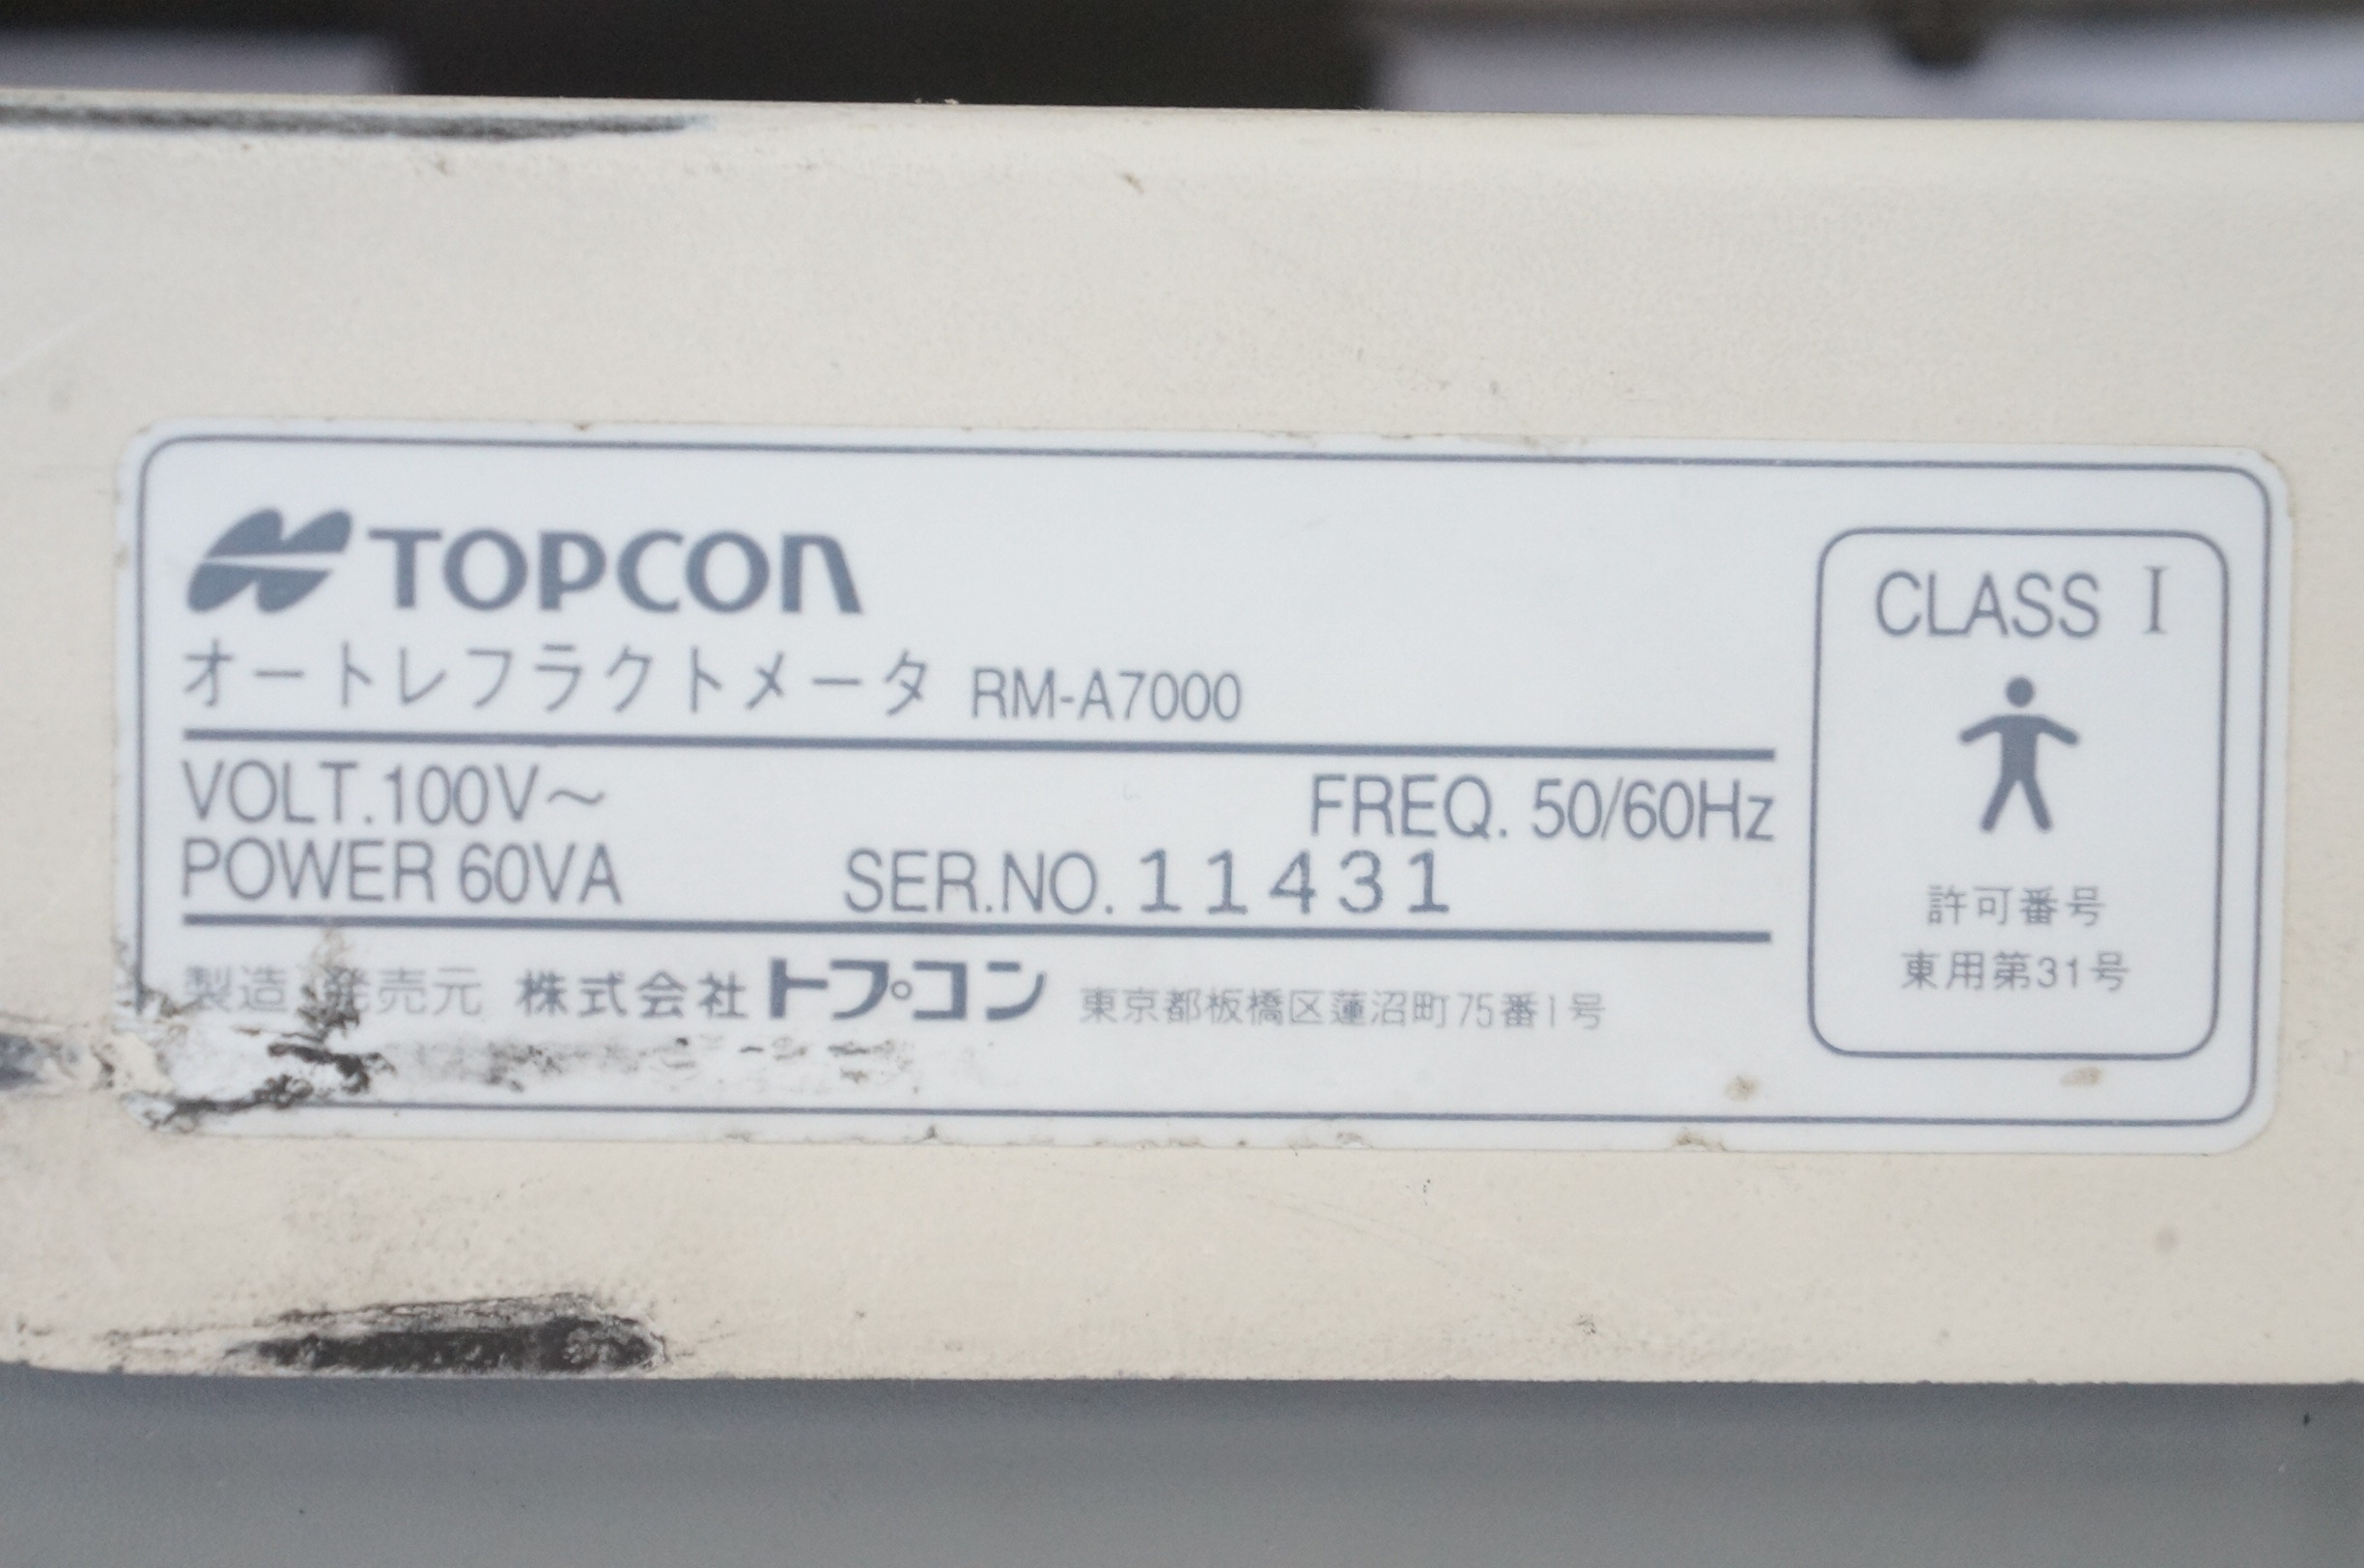 TOPCON
オートレフラクトメータ RM-A7000
VOLT.100V～ FREQ. 50/60Hz
POWER 60VA SER.NO. 11431
製造 発売元 株式会社トプコン 東京都板橋区蓮沼町75番1号
CLASS I
許可番号
東用第31号